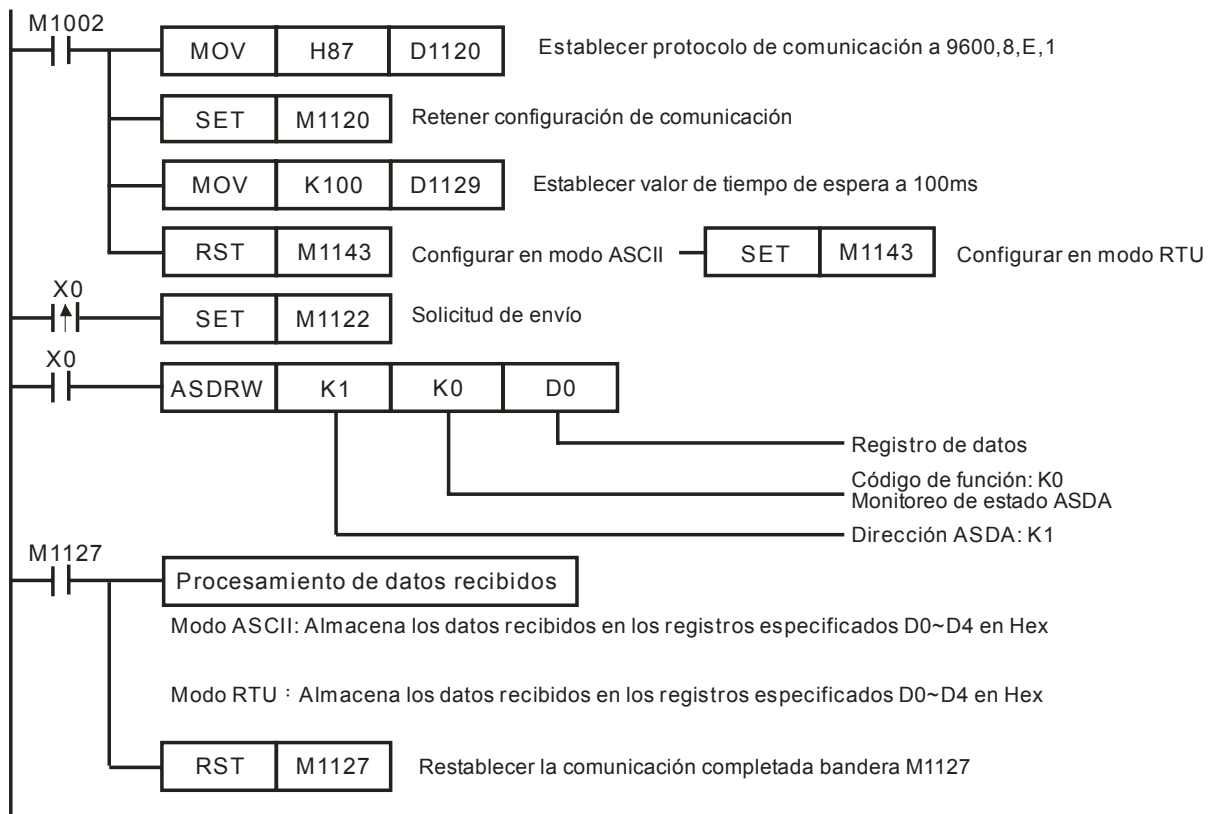 M1002
MOV H87 D1120 Establecer protocolo de comunicación a 9600,8,E,1
SET M1120 Retener configuración de comunicación
MOV K100 D1129 Establecer valor de tiempo de espera a 100ms
RST M1143 Configurar en modo ASCII SET M1143 Configurar en modo RTU
X0
SET M1122 Solicitud de envío
X0
ASDRW K1 K0 D0
Registro de datos
Código de función: K0
Monitoreo de estado ASDA
Dirección ASDA: K1
M1127
Procesamiento de datos recibidos
Modo ASCII: Almacena los datos recibidos en los registros especificados D0~D4 en Hex
Modo RTU：Almacena los datos recibidos en los registros especificados D0~D4 en Hex
RST M1127 Restablecer la comunicación completada bandera M1127